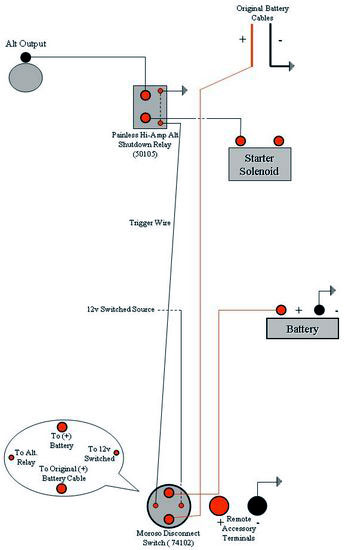 Original Battery
Cables
+
-
Alt Output
Painless Hi-Amp Alt
Shutdown Relay
(50105)
Starter
Solenoid
Trigger Wire
12v Switched Source
+
-
Battery
To (+)
Battery
To Alt.
Relay
To 12v
Switched
To Original (+)
Battery Cable
+
-
Remote
Accessory
Terminals
Moroso Disconnect
Switch ( 74102)